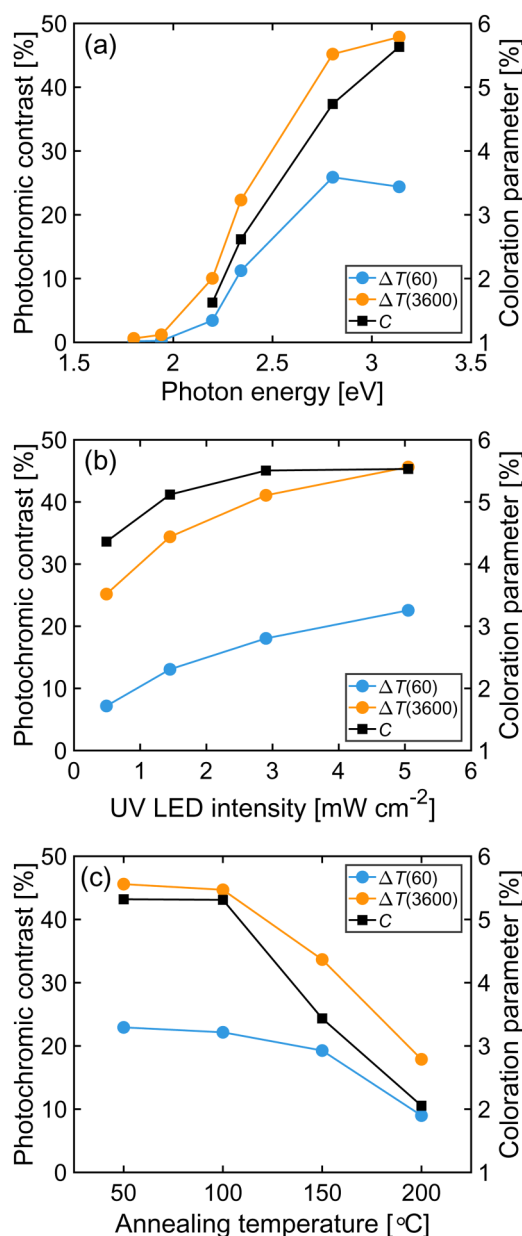 (a)
Photochromic contrast [%]
50
40
30
20
10
0
Coloration parameter [%]
6
5
4
3
2
1
ΔT(60)
ΔT(3600)
C
1.5 2 2.5 3 3.5
Photon energy [eV]
(b)
Photochromic contrast [%]
50
40
30
20
10
0
Coloration parameter [%]
6
5
4
3
2
1
ΔT(60)
ΔT(3600)
C
0 1 2 3 4 5 6
UV LED intensity [mW cm⁻²]
(c)
Photochromic contrast [%]
50
40
30
20
10
0
Coloration parameter [%]
6
5
4
3
2
1
ΔT(60)
ΔT(3600)
C
50 100 150 200
Annealing temperature [°C]